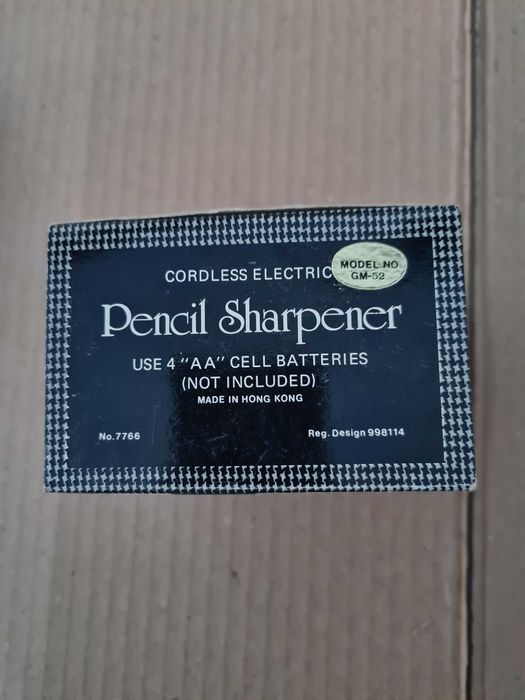 CORDLESS ELECTRIC
MODEL NO
GM-52
Pencil Sharpener
USE 4 "AA" CELL BATTERIES
(NOT INCLUDED)
MADE IN HONG KONG
No.7766
Reg. Design 998114